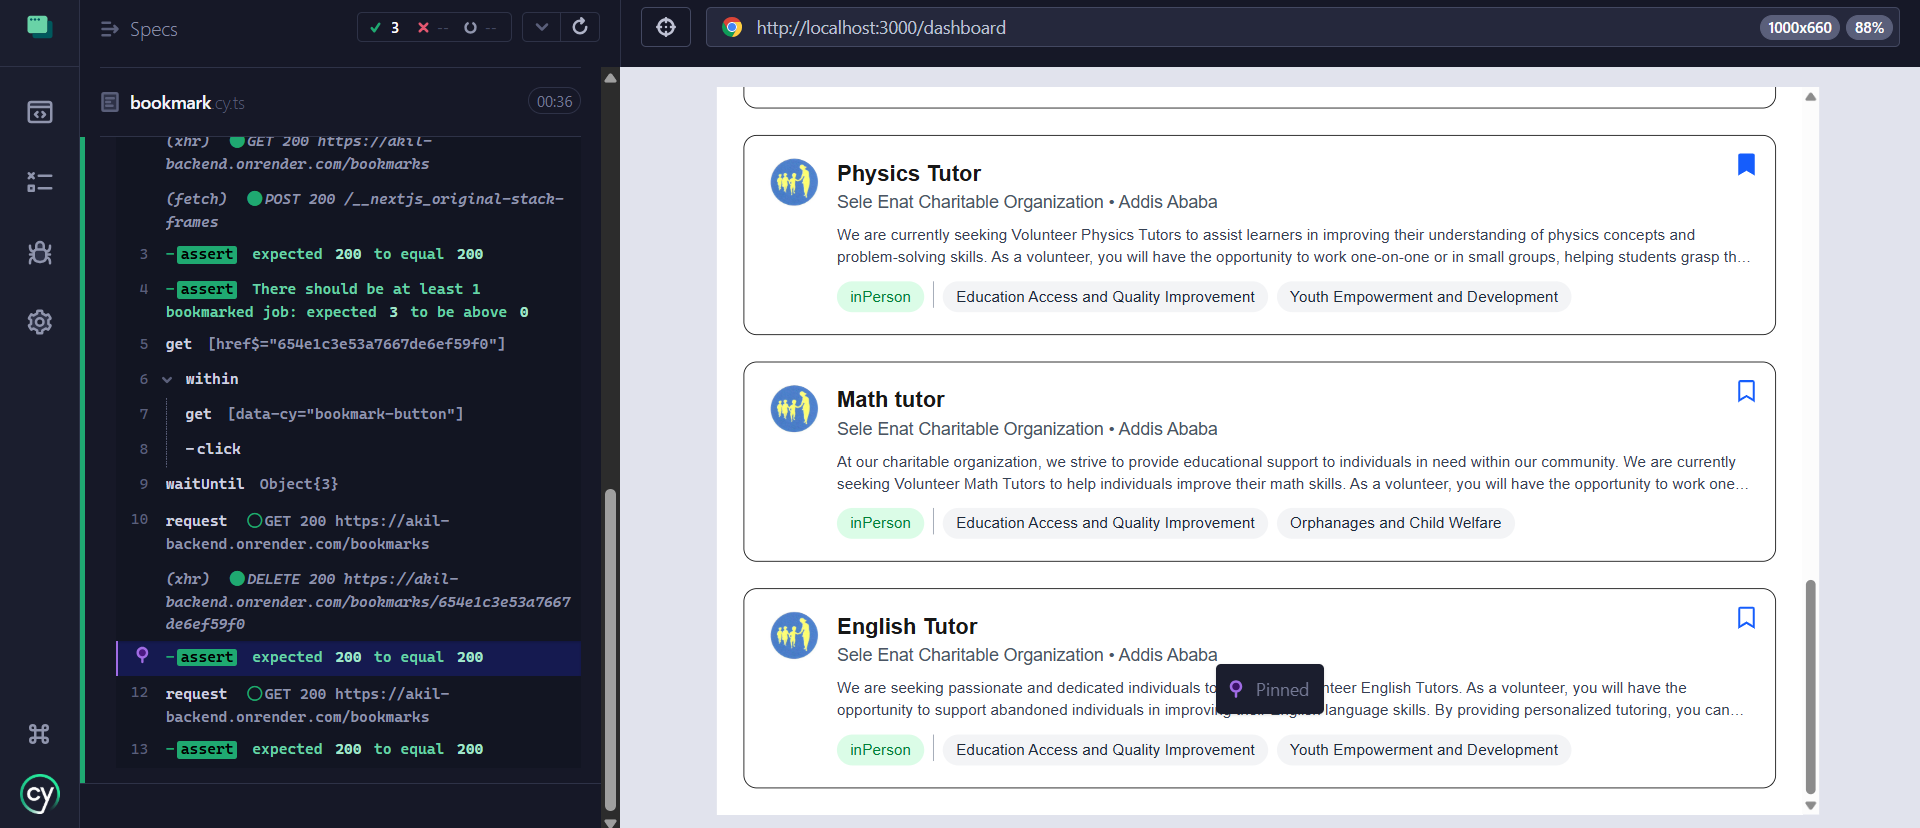 Specs
3 -- --
bookmark.cy.ts 00:36
(xhr) GET 200 https://akil-
backend.onrender.com/bookmarks
(fetch) POST 200 /__nextjs_original-stack-
frames
3 -assert expected 200 to equal 200
4 -assert There should be at least 1
bookmarked job: expected 3 to be above 0
5 get [href$="654e1c3e53a7667de6ef59f0"]
6 within
7 get [data-cy="bookmark-button"]
8 -click
9 waitUntil Object{3}
10 request GET 200 https://akil-
backend.onrender.com/bookmarks
(xhr) DELETE 200 https://akil-
backend.onrender.com/bookmarks/654e1c3e53a7667
de6ef59f0
-assert expected 200 to equal 200
12 request GET 200 https://akil-
backend.onrender.com/bookmarks
13 -assert expected 200 to equal 200
cy
http://localhost:3000/dashboard 1000x660 88%
Physics Tutor
Sele Enat Charitable Organization • Addis Ababa
We are currently seeking Volunteer Physics Tutors to assist learners in improving their understanding of physics concepts and
problem-solving skills. As a volunteer, you will have the opportunity to work one-on-one or in small groups, helping students grasp th...
inPerson Education Access and Quality Improvement Youth Empowerment and Development
Math tutor
Sele Enat Charitable Organization • Addis Ababa
At our charitable organization, we strive to provide educational support to individuals in need within our community. We are currently
seeking Volunteer Math Tutors to help individuals improve their math skills. As a volunteer, you will have the opportunity to work one...
inPerson Education Access and Quality Improvement Orphanages and Child Welfare
English Tutor
Sele Enat Charitable Organization • Addis Ababa
We are seeking passionate and dedicated individuals to nteer English Tutors. As a volunteer, you will have the
opportunity to support abandoned individuals in improving their English language skills. By providing personalized tutoring, you can...
Pinned
inPerson Education Access and Quality Improvement Youth Empowerment and Development